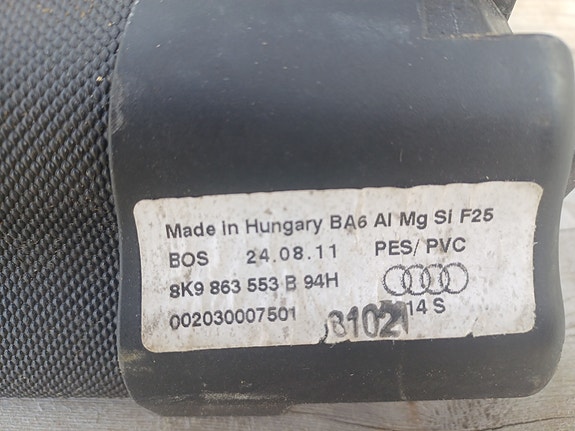 Made in Hungary BA6 Al Mg Si F25
BOS 24.08.11 PES/PVC
8K9 863 553 B 94H
002030007501 31021 14 S